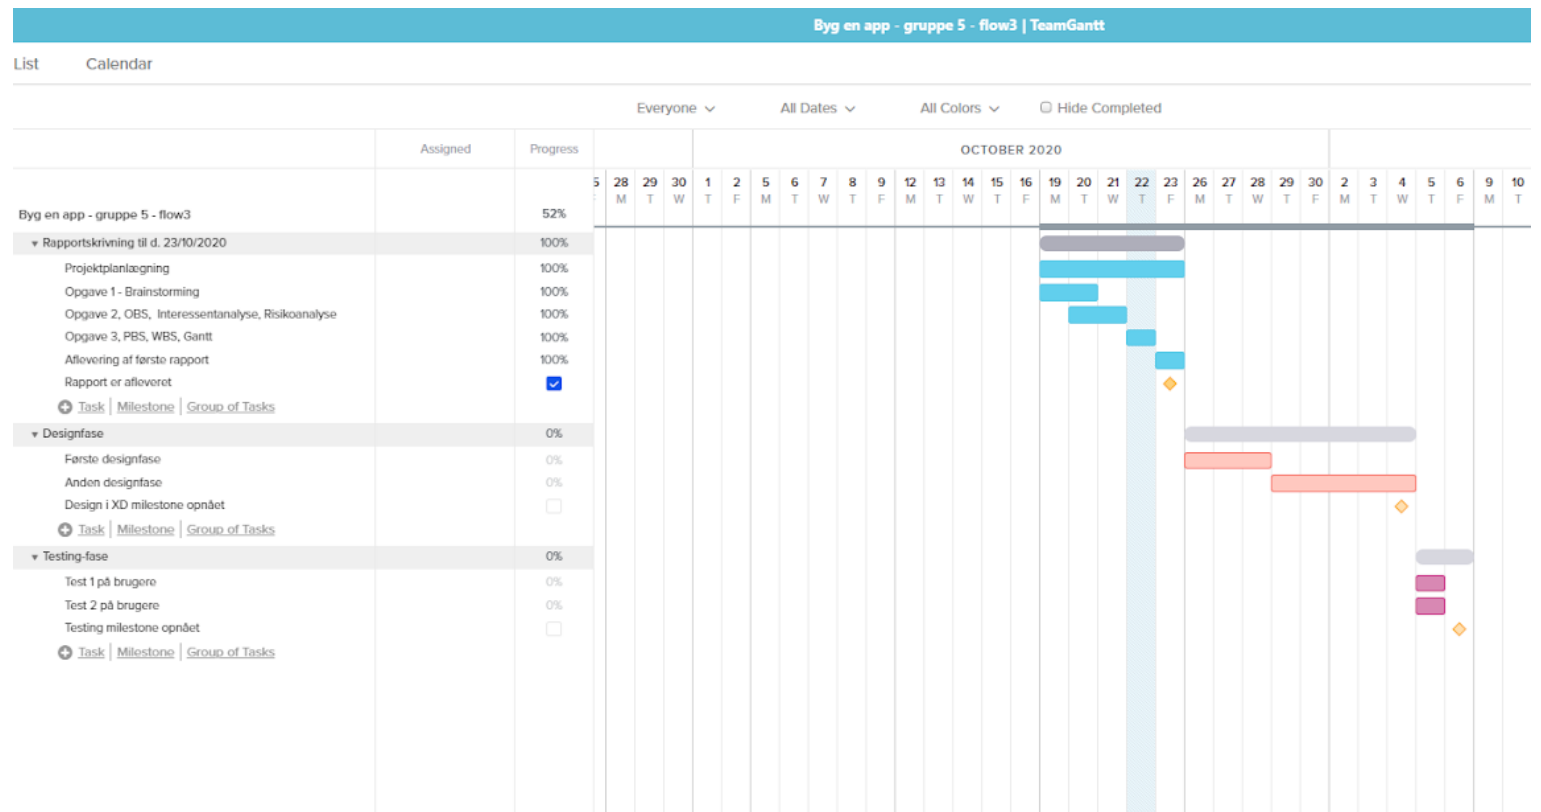 Byg en app - gruppe 5 - flow3 | TeamGantt
List Calendar
Everyone All Dates All Colors Hide Completed
Assigned Progress OCTOBER 2020
5 28 29 30 1 2 5 6 7 8 9 12 13 14 15 16 19 20 21 22 23 26 27 28 29 30 2 3 4 5 6 9 10
F M T W T F M T W T F M T W T F M T W T F M T W T F M T W T F M T
Byg en app - gruppe 5 - flow3 52%
Rapportskrivning til d. 23/10/2020 100%
Projektplanlægning 100%
Opgave 1 - Brainstorming 100%
Opgave 2, OBS, Interessentanalyse, Risikoanalyse 100%
Opgave 3, PBS, WBS, Gantt 100%
Aflevering af første rapport 100%
Rapport er afleveret
Task | Milestone | Group of Tasks
Designfase 0%
Første designfase 0%
Anden designfase 0%
Design i XD milestone opnået
Task | Milestone | Group of Tasks
Testing-fase 0%
Test 1 på brugere 0%
Test 2 på brugere 0%
Testing milestone opnået
Task | Milestone | Group of Tasks